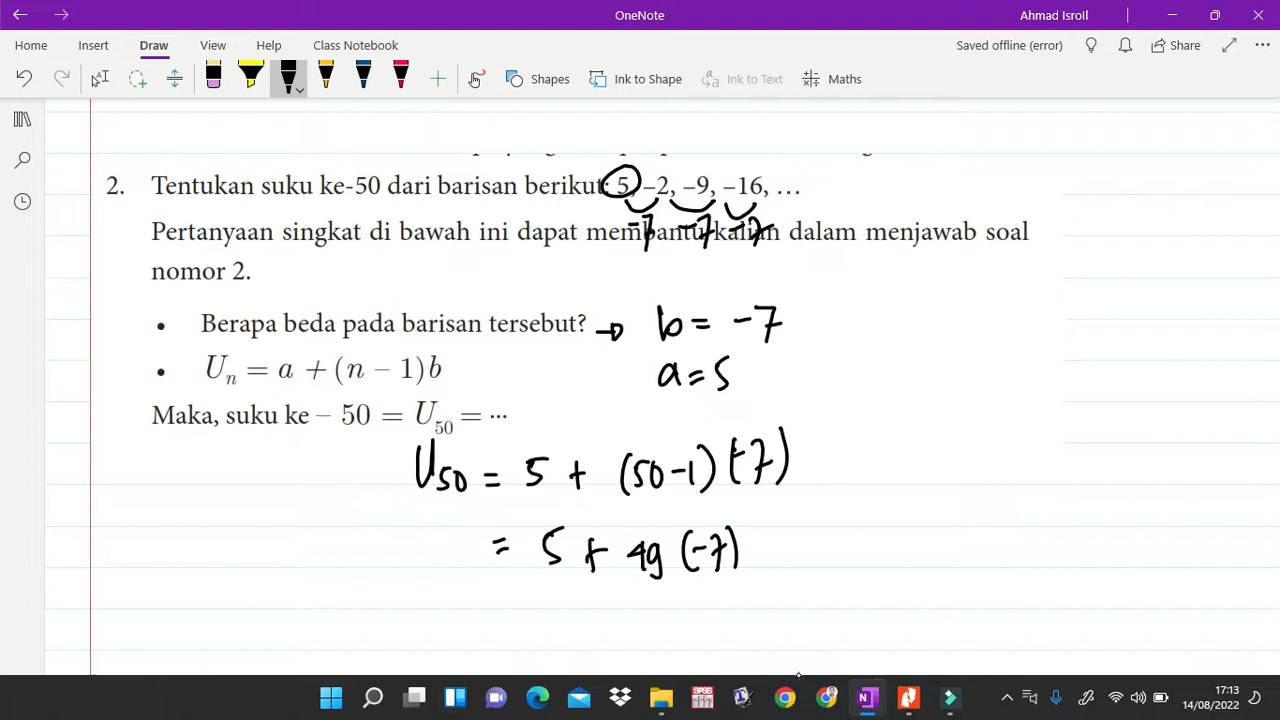 OneNote
Ahmad Isroll
Home Insert Draw View Help Class Notebook Saved offline (error) Share
Shapes Ink to Shape Ink to Text Maths
2. Tentukan suku ke-50 dari barisan berikut: 5, –2, –9, –16, …
-7 -7 -7
Pertanyaan singkat di bawah ini dapat membantu kalian dalam menjawab soal
nomor 2.
• Berapa beda pada barisan tersebut? → b = -7
• Un = a + (n – 1)b a = 5
Maka, suku ke – 50 = U50 = ...
U50 = 5 + (50-1) (-7)
= 5 + 49 (-7)
17:13
14/08/2022